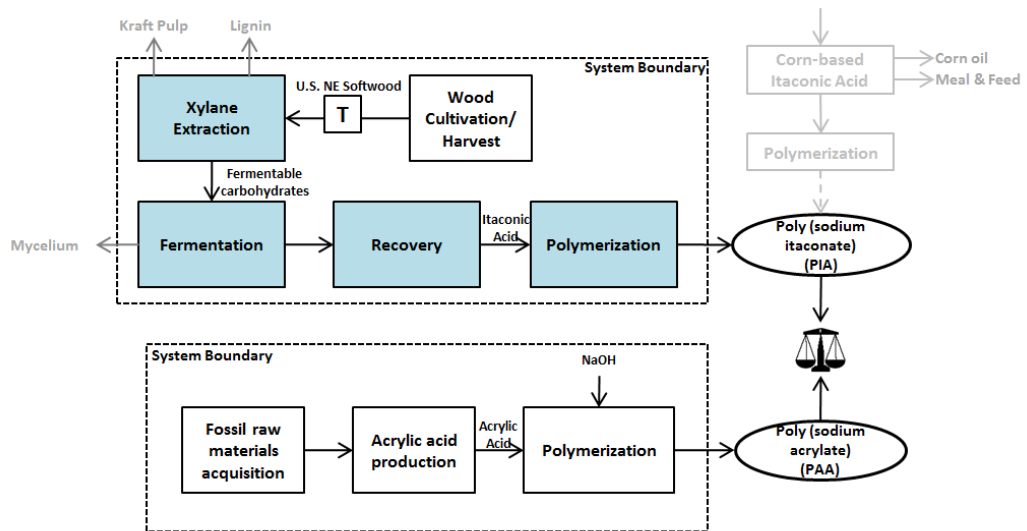 Kraft Pulp
Lignin
System Boundary
Xylane
Extraction
U.S. NE Softwood
T
Wood
Cultivation/
Harvest
Corn-based
Itaconic Acid
Corn oil
Meal & Feed
Polymerization
Fermentable
carbohydrates
Mycelium
Fermentation
Recovery
Itaconic
Acid
Polymerization
Poly (sodium
itaconate)
(PIA)
System Boundary
NaOH
Fossil raw
materials
acquisition
Acrylic acid
production
Acrylic
Acid
Polymerization
Poly (sodium
acrylate)
(PAA)